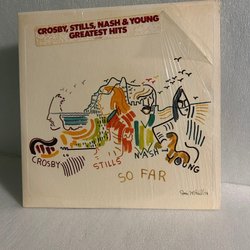 CROSBY, STILLS, NASH & YOUNG
GREATEST HITS
CROSBY
STILLS
NASH
YOUNG
SO FAR